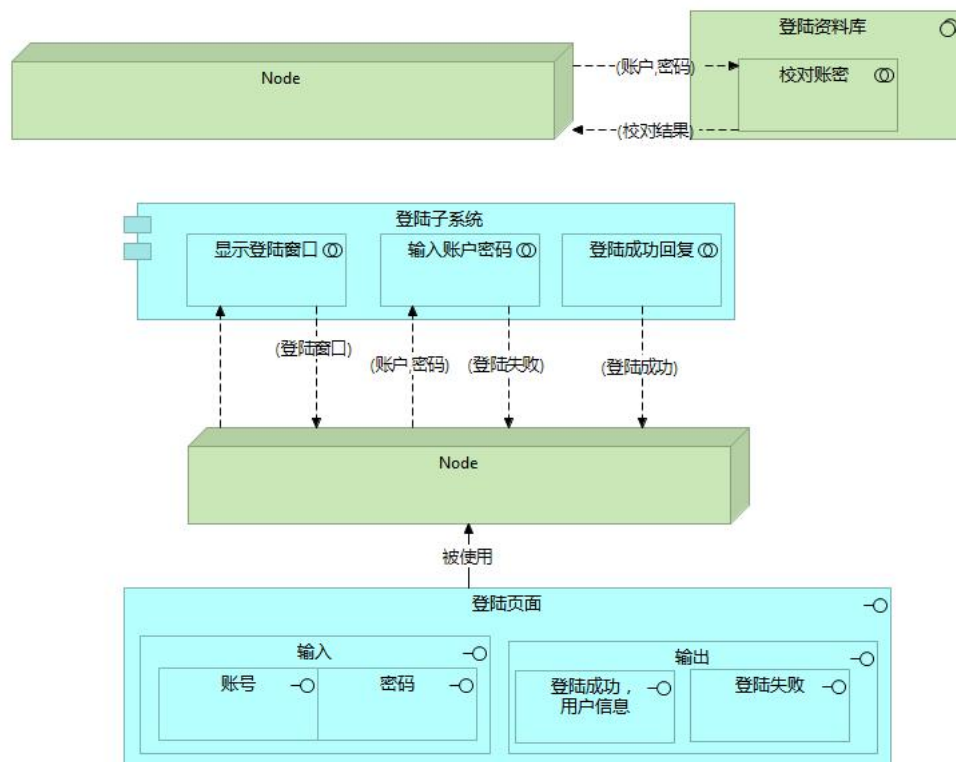 登陆资料库
Node
(账户,密码)
校对账密
(校对结果)
登陆子系统
显示登陆窗口
输入账户密码
登陆成功回复
(登陆窗口)
(账户,密码)
(登陆失败)
(登陆成功)
Node
被使用
登陆页面
输入
输出
账号
密码
登陆成功，
用户信息
登陆失败